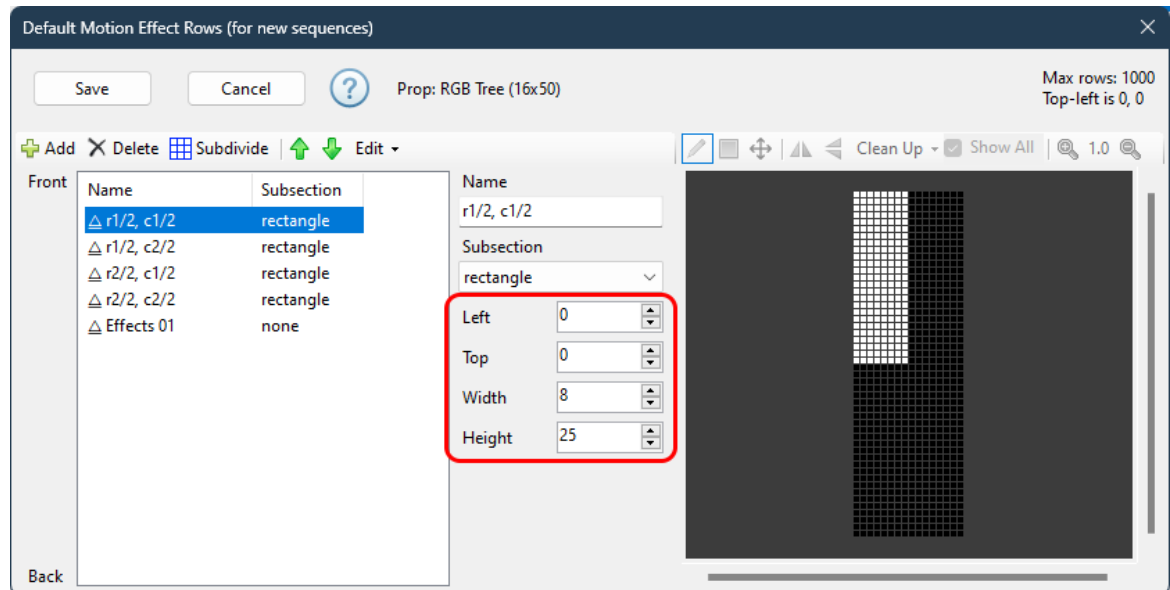 Default Motion Effect Rows (for new sequences)
Save Cancel ? Prop: RGB Tree (16x50) Max rows: 1000
Top-left is 0, 0
Add Delete Subdivide Edit Clean Up Show All 1.0
Front Name Subsection
r1/2, c1/2 rectangle
r1/2, c2/2 rectangle
r2/2, c1/2 rectangle
r2/2, c2/2 rectangle
Effects 01 none
Back
Name
r1/2, c1/2
Subsection
rectangle
Left 0
Top 0
Width 8
Height 25